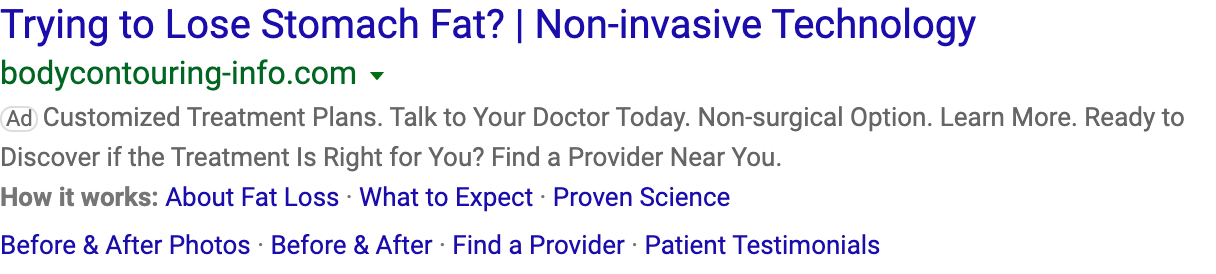 Trying to Lose Stomach Fat? | Non-invasive Technology
bodycontouring-info.com
Ad Customized Treatment Plans. Talk to Your Doctor Today. Non-surgical Option. Learn More. Ready to
Discover if the Treatment Is Right for You? Find a Provider Near You.
How it works: About Fat Loss · What to Expect · Proven Science
Before & After Photos · Before & After · Find a Provider · Patient Testimonials